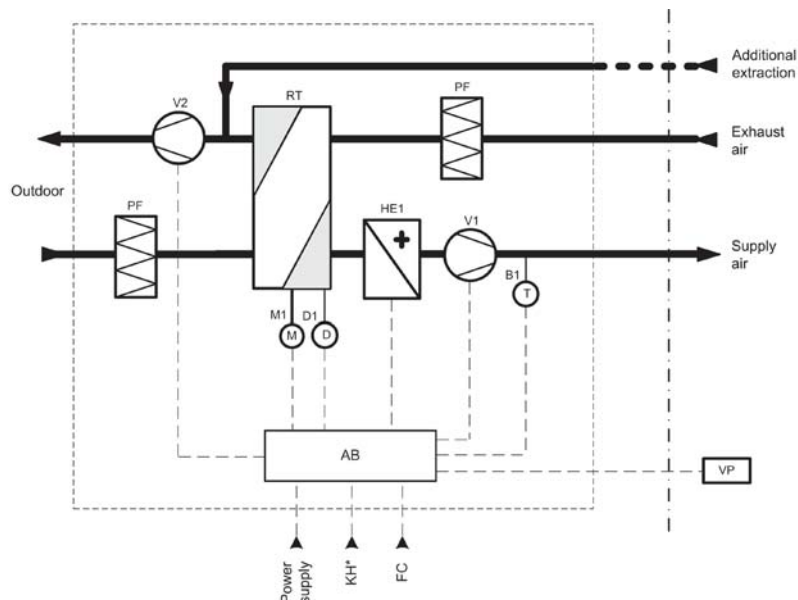 Additional
extraction
PF
RT
V2
Exhaust
air
Outdoor
PF
HE1
V1
Supply
air
B1
T
M1
D1
M
D
AB
VP
Power
supply
KH*
FC